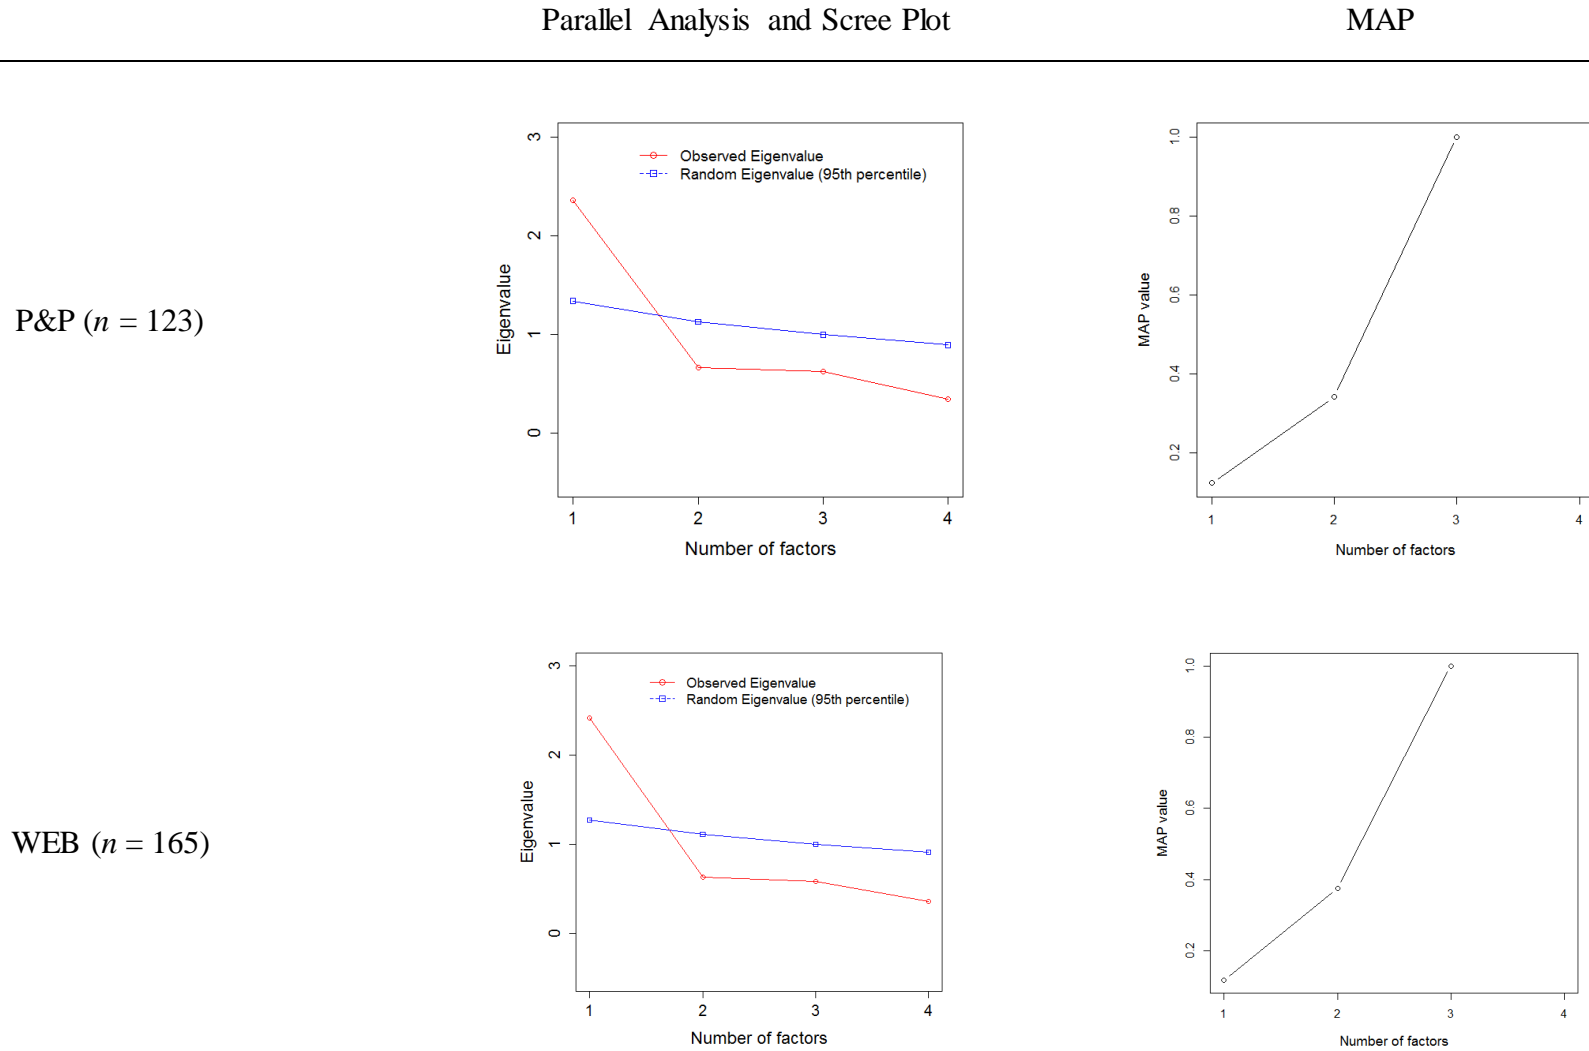 Parallel Analysis and Scree Plot
MAP
P&P (n = 123)
Eigenvalue
3
2
1
0
Observed Eigenvalue
Random Eigenvalue (95th percentile)
1 2 3 4
Number of factors
MAP value
1.0
0.8
0.6
0.4
0.2
1 2 3 4
Number of factors
WEB (n = 165)
Eigenvalue
3
2
1
0
Observed Eigenvalue
Random Eigenvalue (95th percentile)
1 2 3 4
Number of factors
MAP value
1.0
0.8
0.6
0.4
0.2
1 2 3 4
Number of factors